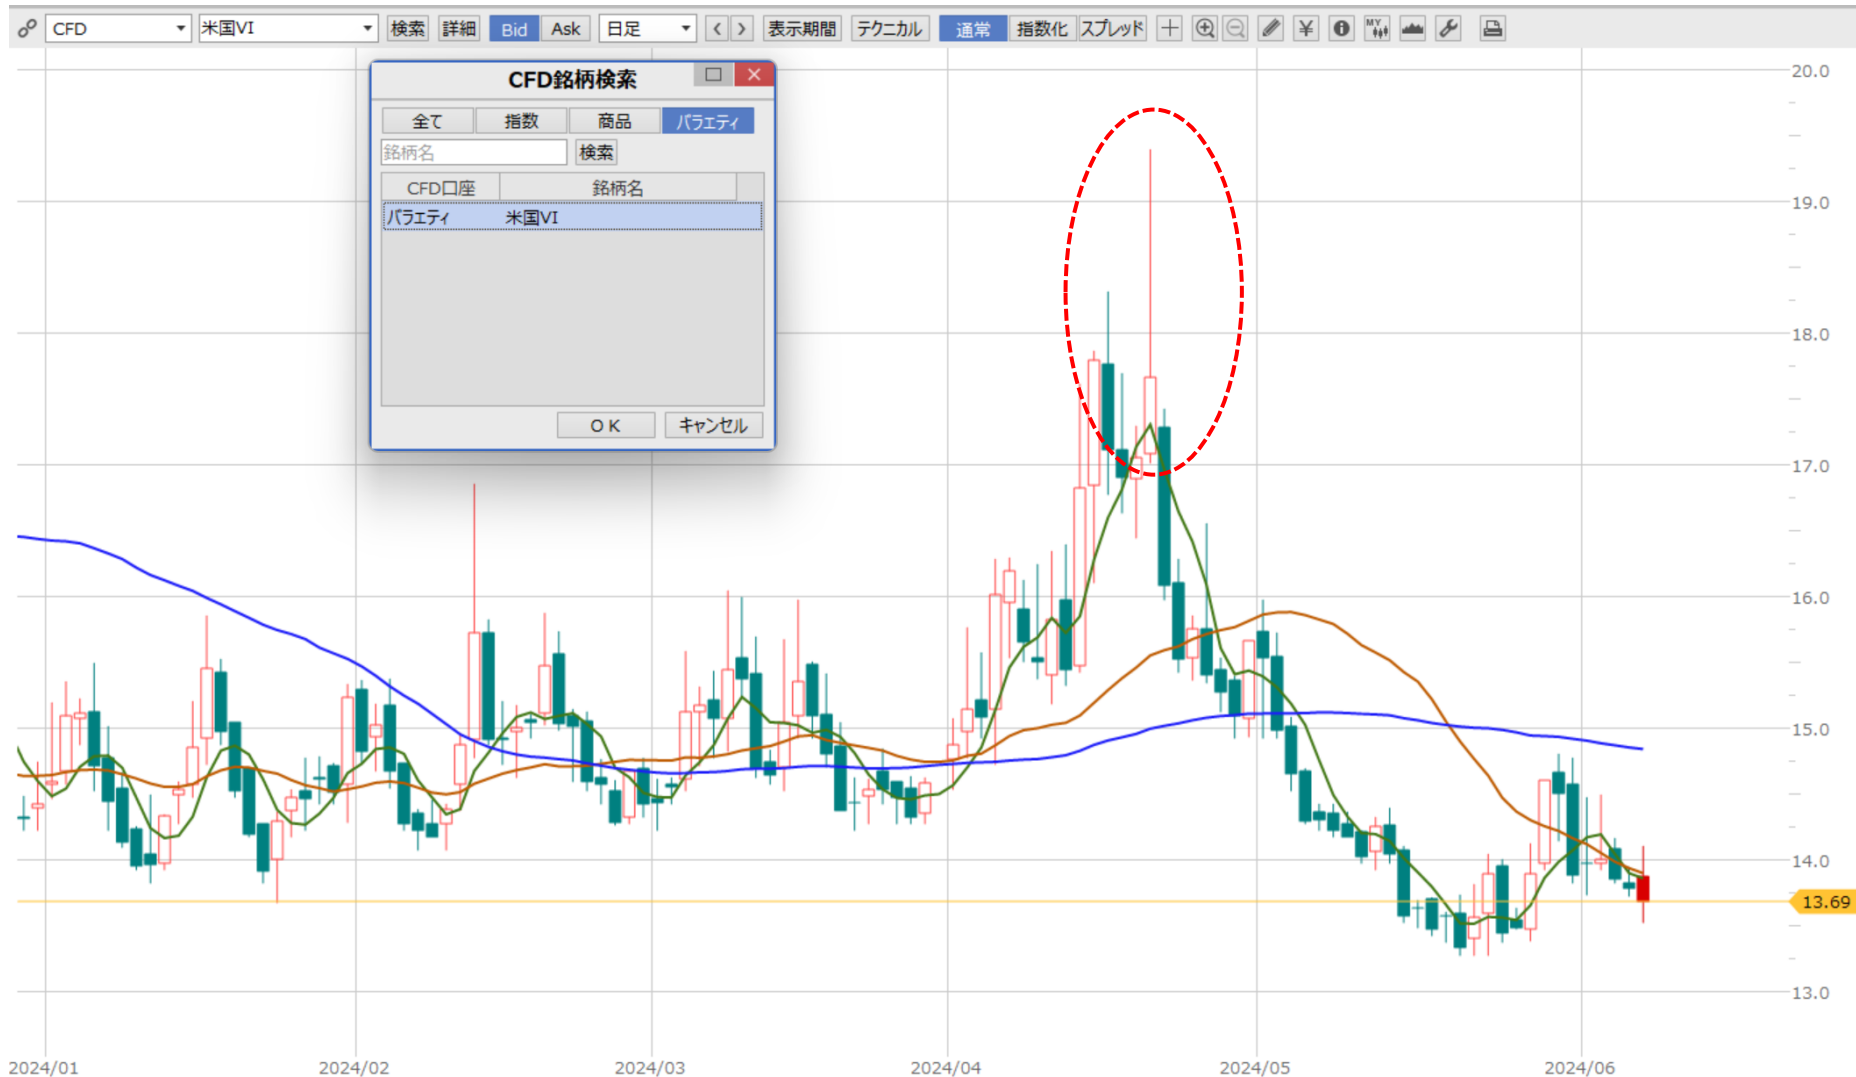 CFD 米国VI 検索 詳細 Bid Ask 日足 表示期間 テクニカル 通常 指数化 スプレッド ¥ MY
CFD銘柄検索
全て 指数 商品 バラエティ
銘柄名 検索
CFD口座 銘柄名
バラエティ 米国VI
OK キャンセル
20.0
19.0
18.0
17.0
16.0
15.0
14.0
13.69
13.0
2024/01 2024/02 2024/03 2024/04 2024/05 2024/06